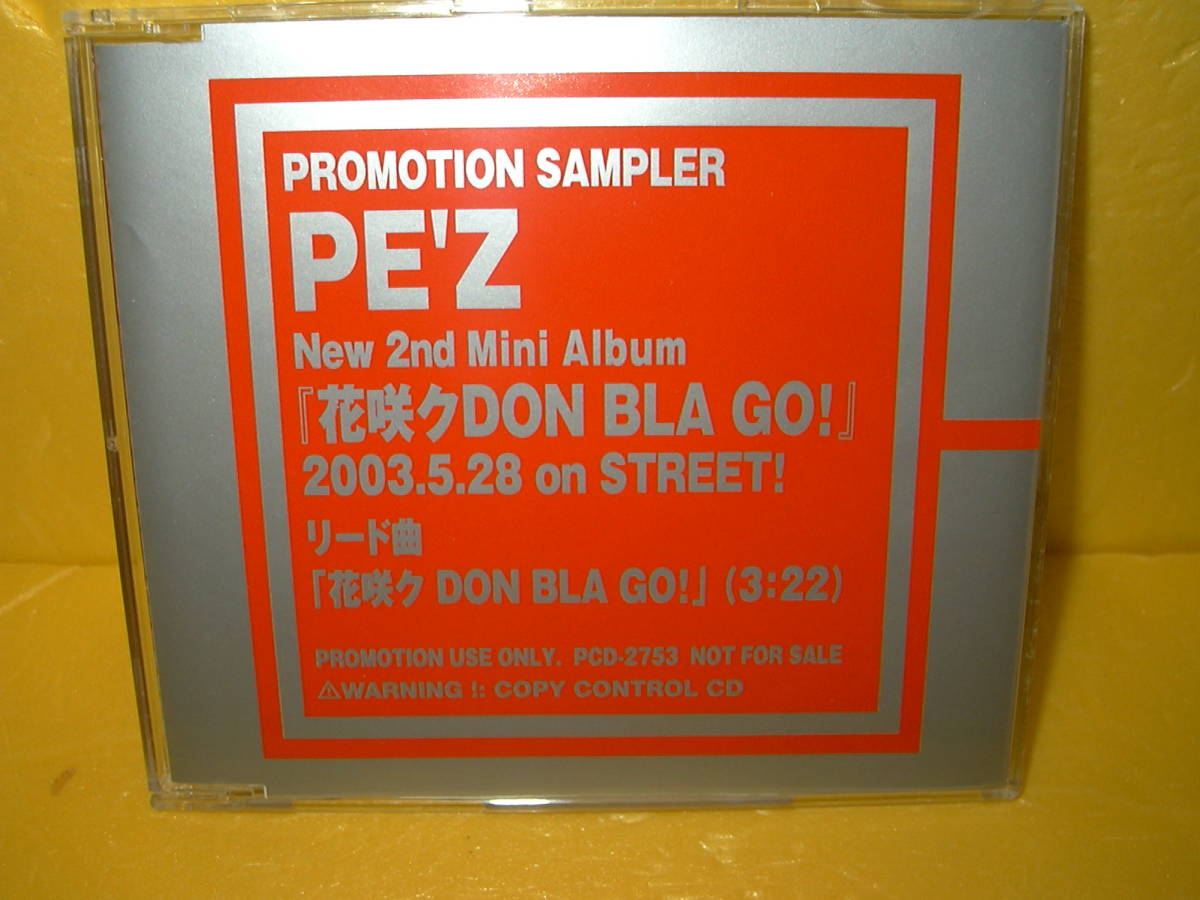 PROMOTION SAMPLER
PE'Z
New 2nd Mini Album
『花咲クDON BLA GO!』
2003.5.28 on STREET!
リード曲
「花咲ク DON BLA GO!」(3:22)
PROMOTION USE ONLY. PCD-2753 NOT FOR SALE
⚠WARNING !: COPY CONTROL CD